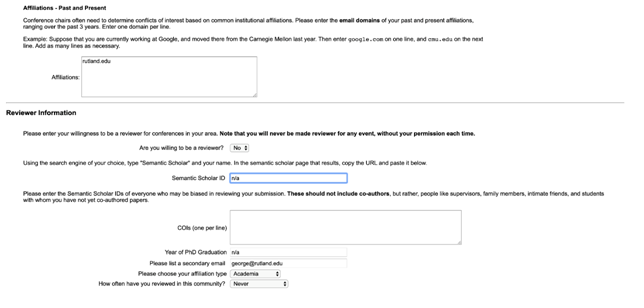 Affiliations - Past and Present
Conference chairs often need to determine conflicts of interest based on common institutional affiliations. Please enter the email domains of your past and present affiliations,
ranging over the past 3 years. Enter one domain per line.
Example: Suppose that you are currently working at Google, and moved there from the Carnegie Mellon last year. Then enter google.com on one line, and cmu.edu on the next
line. Add as many lines as necessary.
rutland.edu
Affiliations:
Reviewer Information
Please enter your willingness to be a reviewer for conferences in your area. Note that you will never be made reviewer for any event, without your permission each time.
Are you willing to be a reviewer? No
Using the search engine of your choice, type "Semantic Scholar" and your name. In the semantic scholar page that results, copy the URL and paste it below.
Semantic Scholar ID n/a
Please enter the Semantic Scholar IDs of everyone who may be biased in reviewing your submission. These should not include co-authors, but rather, people like supervisors, family members, intimate friends, and students
with whom you have not yet co-authored papers.
COIs (one per line)
Year of PhD Graduation n/a
Please list a secondary email george@rutland.edu
Please choose your affiliation type Academia
How often have you reviewed in this community? Never